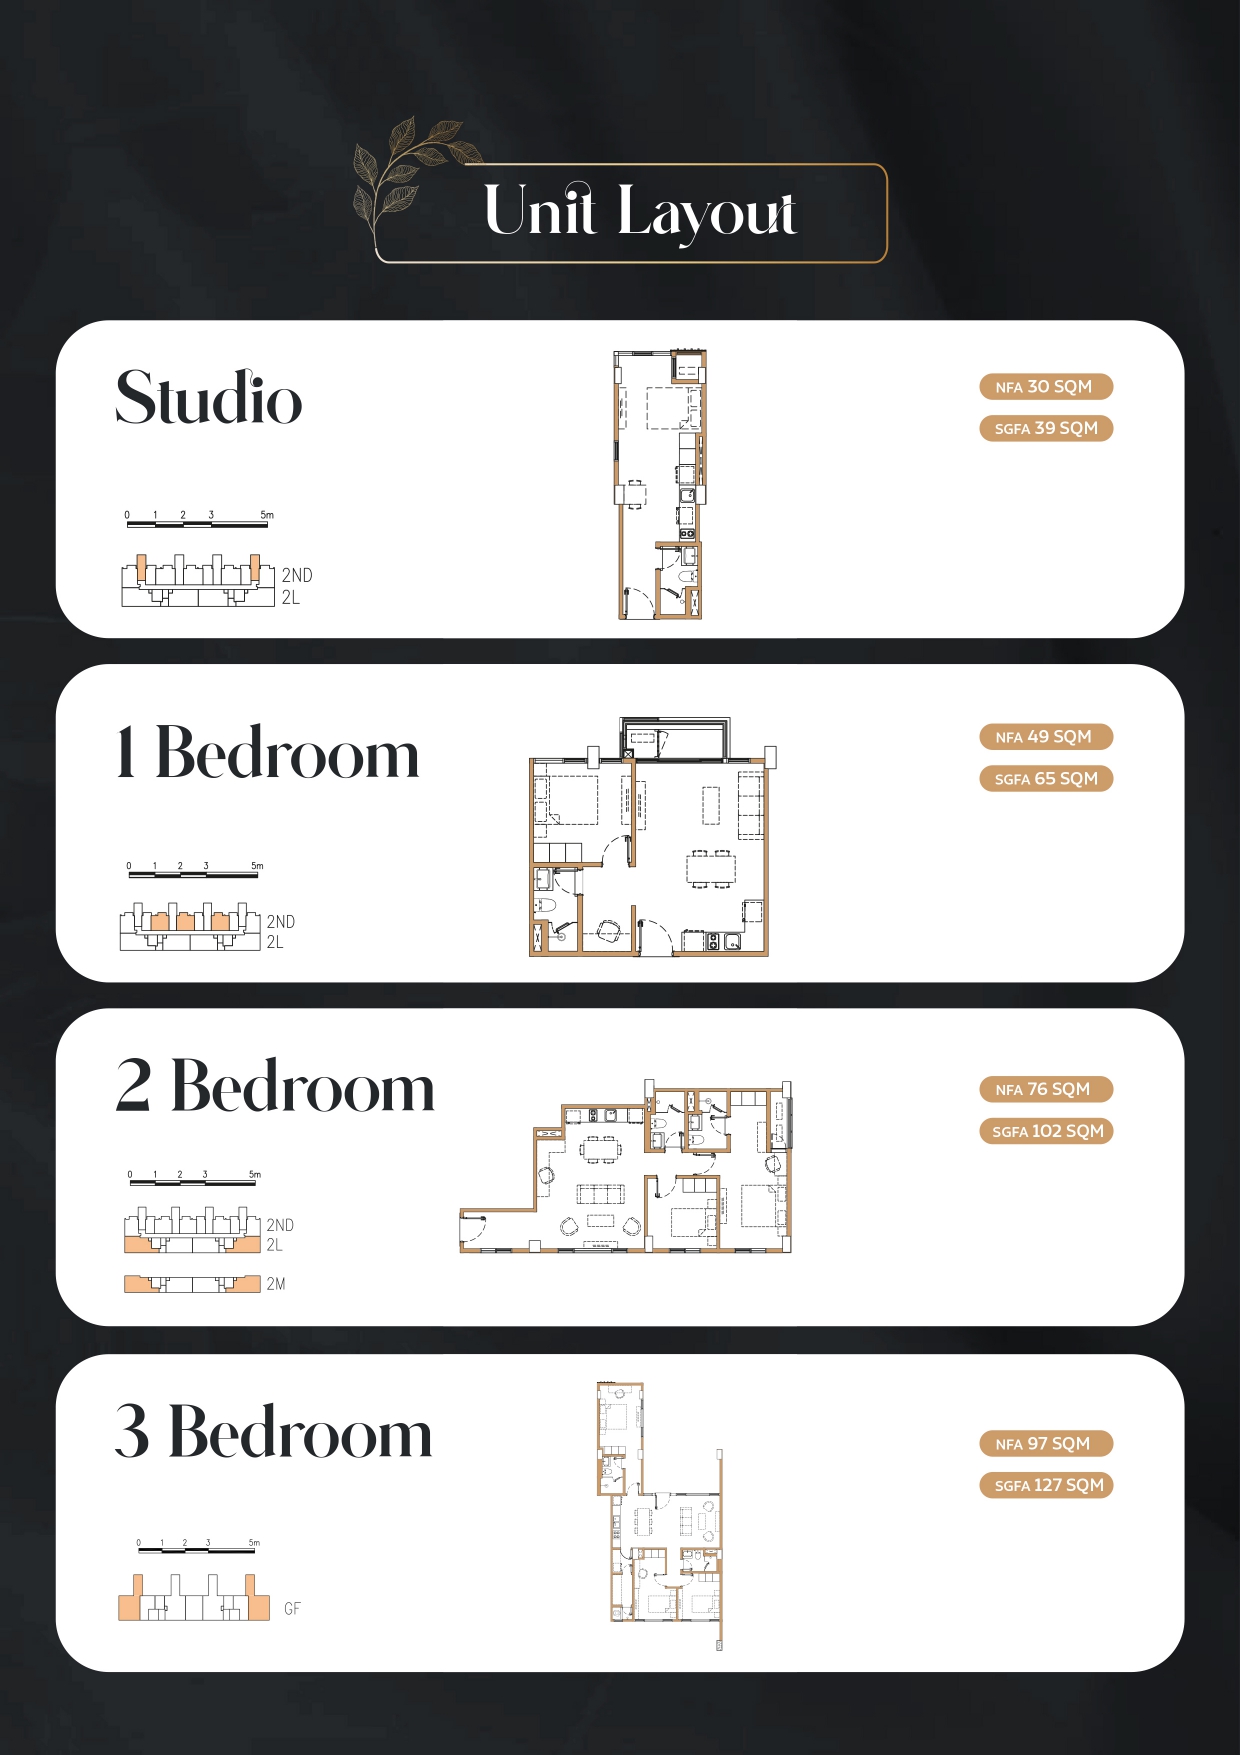 Unit Layout
Studio
NFA 30 SQM
SGFA 39 SQM
0 1 2 3 5m
2ND
2L
1 Bedroom
NFA 49 SQM
SGFA 65 SQM
0 1 2 3 5m
2ND
2L
2 Bedroom
NFA 76 SQM
SGFA 102 SQM
0 1 2 3 5m
2ND
2L
2M
3 Bedroom
NFA 97 SQM
SGFA 127 SQM
0 1 2 3 5m
GF